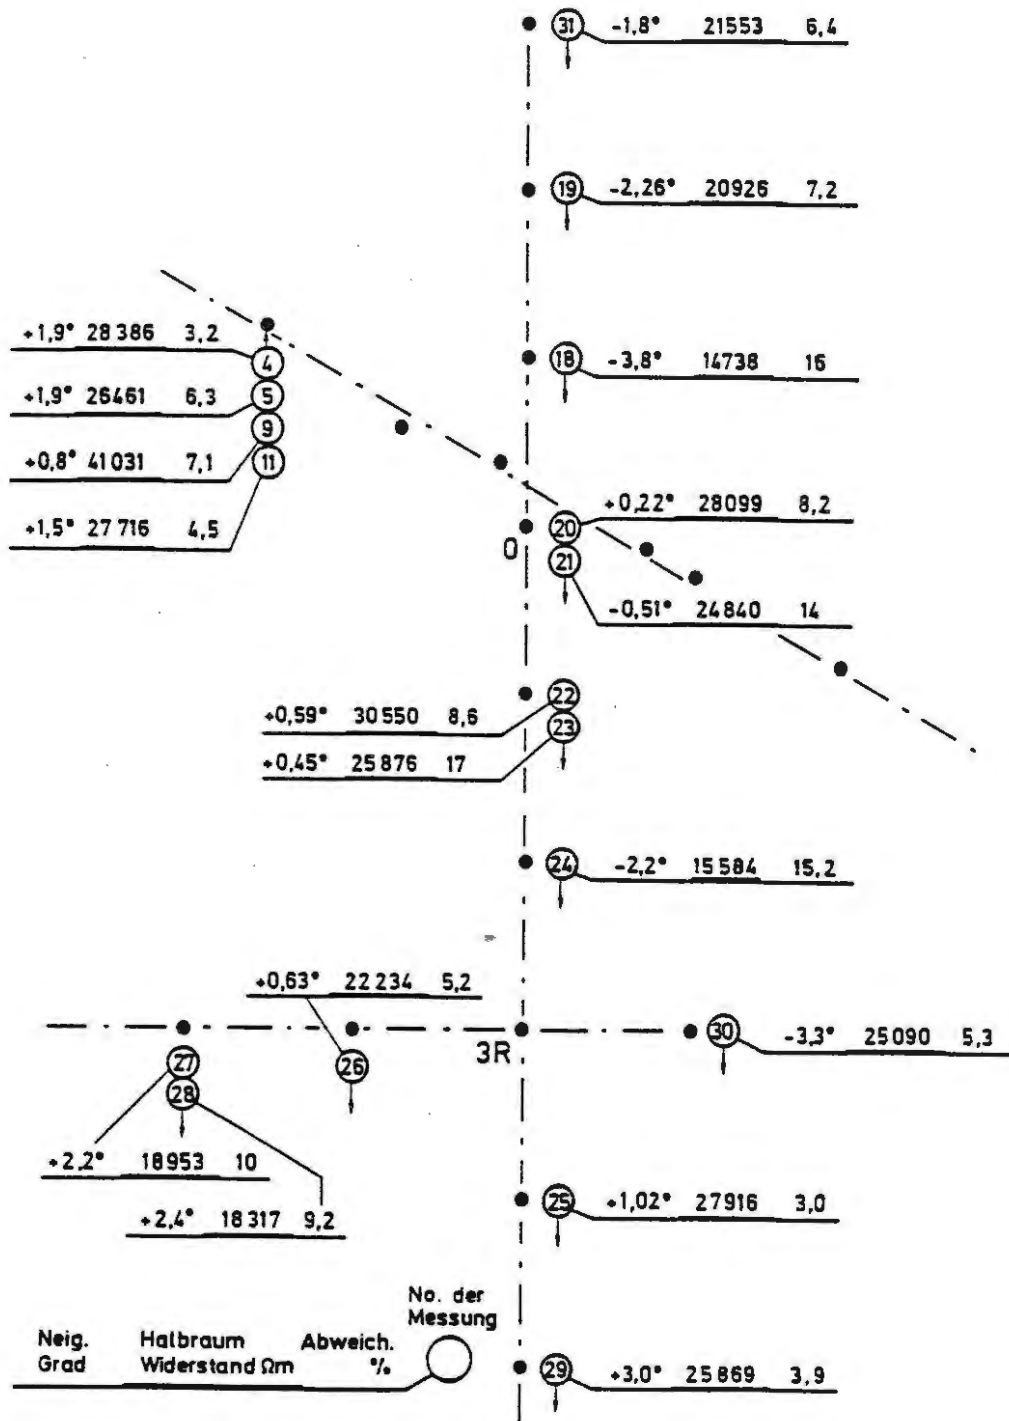 31 -1,8° 21553 6,4
19 -2,26° 20926 7,2
18 -3,8° 14738 16
+1,9° 28386 3,2 4
+1,9° 26461 6,3 5
+0,8° 41031 7,1 9
+1,5° 27716 4,5 11
0
20 +0,22° 28099 8,2
21 -0,51° 24840 14
+0,59° 30550 8,6 22
+0,45° 25876 17 23
24 -2,2° 15584 15,2
+0,63° 22234 5,2
26
3R
30 -3,3° 25090 5,3
27
28
+2,2° 18953 10
+2,4° 18317 9,2
25 +1,02° 27916 3,0
No. der
Messung
Neig. Halbraum Abweich.
Grad Widerstand Ωm %
29 +3,0° 25869 3,9